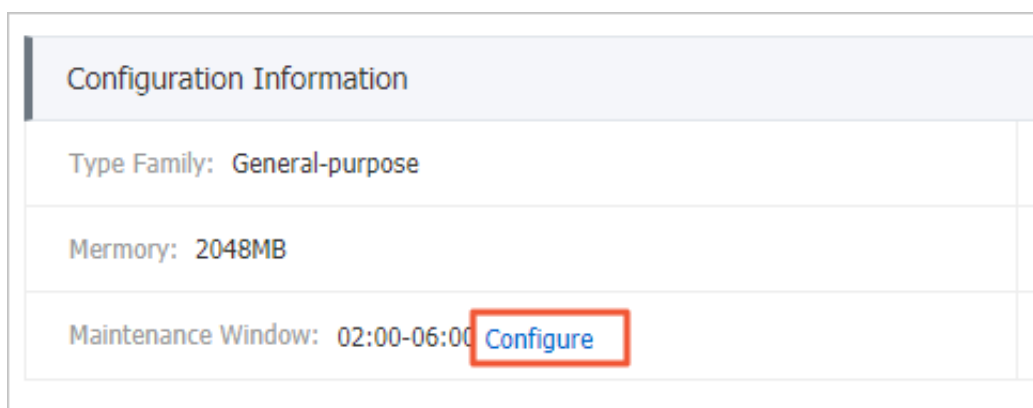 Configuration Information
Type Family: General-purpose
Mermory: 2048MB
Maintenance Window: 02:00-06:00 Configure